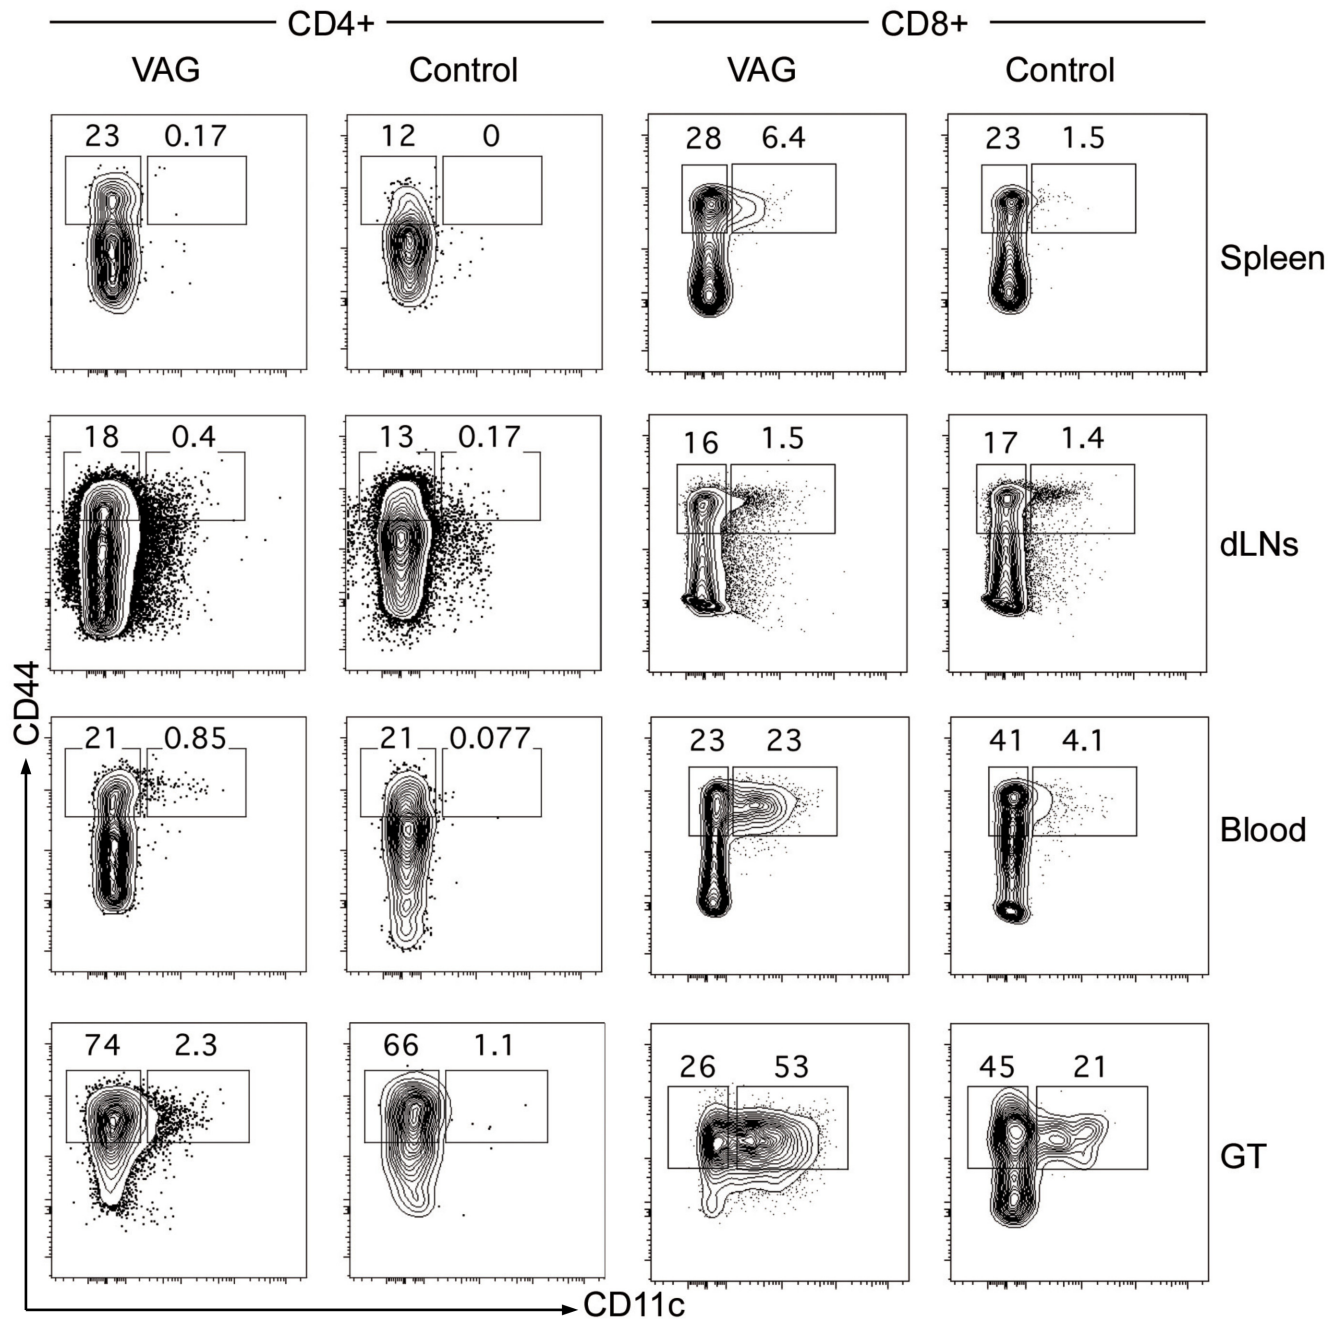 CD4+ CD8+
VAG Control VAG Control
23 0.17 12 0 28 6.4 23 1.5
Spleen
18 0.4 13 0.17 16 1.5 17 1.4
dLNs
21 0.85 21 0.077 23 23 41 4.1
Blood
74 2.3 66 1.1 26 53 45 21
GT
CD44
CD11c